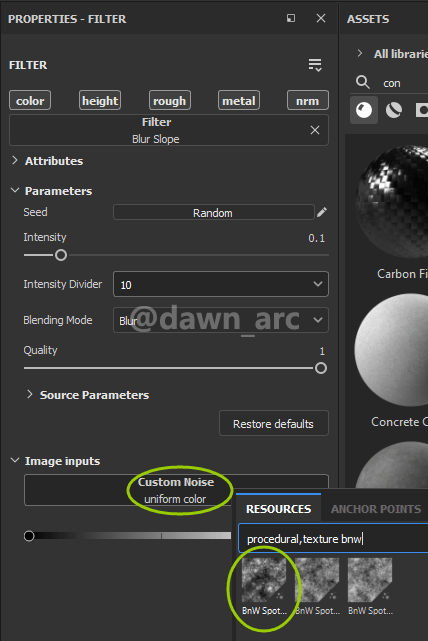 PROPERTIES - FILTER
ASSETS
FILTER
All librarie
con
color
height
rough
metal
nrm
Filter
Blur Slope
Attributes
Parameters
Seed
Random
Intensity
0.1
Carbon Fi
Intensity Divider
10
@dawn_arc
Blending Mode
Blur
Quality
1
Source Parameters
Concrete C
Restore defaults
Image inputs
Custom Noise
uniform color
RESOURCES
ANCHOR POINTS
procedural,texture bnw
BnW Spot...
BnW Spot...
BnW Spot...